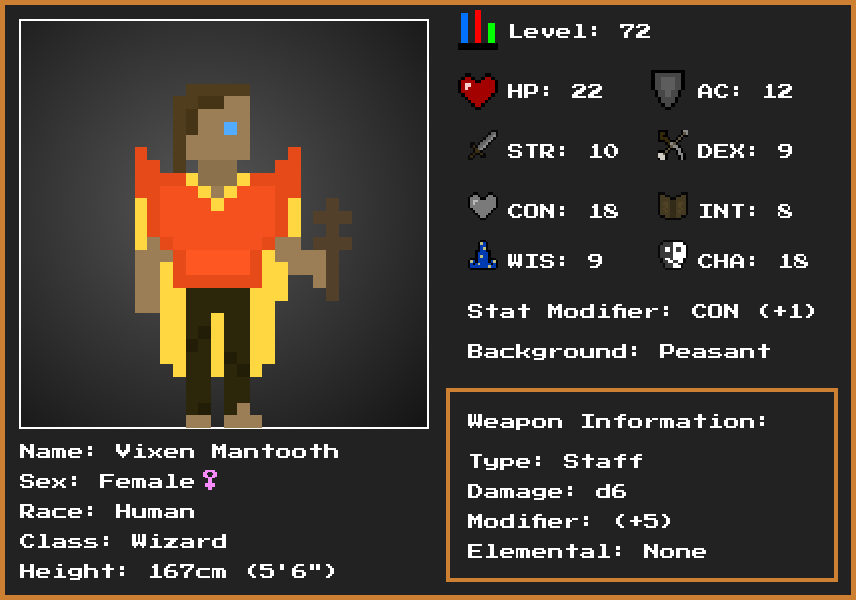 Level: 72
HP: 22
AC: 12
STR: 10
DEX: 9
CON: 18
INT: 8
WIS: 9
CHA: 18
Stat Modifier: CON (+1)
Background: Peasant
Weapon Information:
Type: Staff
Damage: d6
Modifier: (+5)
Elemental: None
Name: Vixen Mantooth
Sex: Female♀
Race: Human
Class: Wizard
Height: 167cm (5'6")